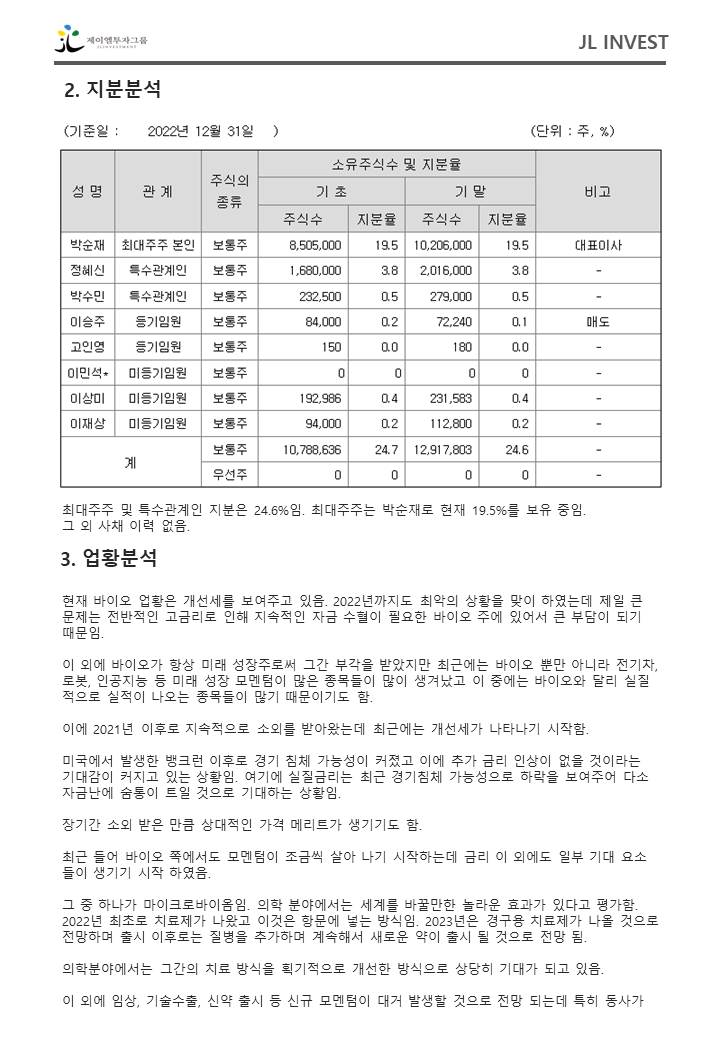 제이엘투자그룹
JLINVESTMENT
JL INVEST
2. 지분분석
(기준일 : 2022년 12월 31일 )
(단위 : 주, %)
성 명 관 계 주식의 종류 소유주식수 및 지분율 비고
기 초 기 말
주식수 지분율 주식수 지분율
박순재 최대주주 본인 보통주 8,505,000 19.5 10,206,000 19.5 대표이사
정혜신 특수관계인 보통주 1,680,000 3.8 2,016,000 3.8 -
박수민 특수관계인 보통주 232,500 0.5 279,000 0.5 -
이승주 등기임원 보통주 84,000 0.2 72,240 0.1 매도
고인영 등기임원 보통주 150 0.0 180 0.0 -
이민석* 미등기임원 보통주 0 0 0 0 -
이상미 미등기임원 보통주 192,986 0.4 231,583 0.4 -
이재상 미등기임원 보통주 94,000 0.2 112,800 0.2 -
계 보통주 10,788,636 24.7 12,917,803 24.6 -
우선주 0 0 0 0 -
최대주주 및 특수관계인 지분은 24.6%임. 최대주주는 박순재로 현재 19.5%를 보유 중임.
그 외 사채 이력 없음.
3. 업황분석
현재 바이오 업황은 개선세를 보여주고 있음. 2022년까지도 최악의 상황을 맞이 하였는데 제일 큰
문제는 전반적인 고금리로 인해 지속적인 자금 수혈이 필요한 바이오 주에 있어서 큰 부담이 되기
때문임.
이 외에 바이오가 항상 미래 성장주로써 그간 부각을 받았지만 최근에는 바이오 뿐만 아니라 전기차,
로봇, 인공지능 등 미래 성장 모멘텀이 많은 종목들이 많이 생겨났고 이 중에는 바이오와 달리 실질
적으로 실적이 나오는 종목들이 많기 때문이기도 함.
이에 2021년 이후로 지속적으로 소외를 받아왔는데 최근에는 개선세가 나타나기 시작함.
미국에서 발생한 뱅크런 이후로 경기 침체 가능성이 커졌고 이에 추가 금리 인상이 없을 것이라는
기대감이 커지고 있는 상황임. 여기에 실질금리는 최근 경기침체 가능성으로 하락을 보여주어 다소
자금난에 숨통이 트일 것으로 기대하는 상황임.
장기간 소외 받은 만큼 상대적인 가격 메리트가 생기기도 함.
최근 들어 바이오 쪽에서도 모멘텀이 조금씩 살아 나기 시작하는데 금리 이 외에도 일부 기대 요소
들이 생기기 시작 하였음.
그 중 하나가 마이크로바이옴임. 의학 분야에서는 세계를 바꿀만한 놀라운 효과가 있다고 평가함.
2022년 최초로 치료제가 나왔고 이것은 항문에 넣는 방식임. 2023년은 경구용 치료제가 나올 것으로
전망하며 출시 이후로는 질병을 추가하며 계속해서 새로운 약이 출시 될 것으로 전망 됨.
의학분야에서는 그간의 치료 방식을 획기적으로 개선한 방식으로 상당히 기대가 되고 있음.
이 외에 임상, 기술수출, 신약 출시 등 신규 모멘텀이 대거 발생할 것으로 전망 되는데 특히 동사가